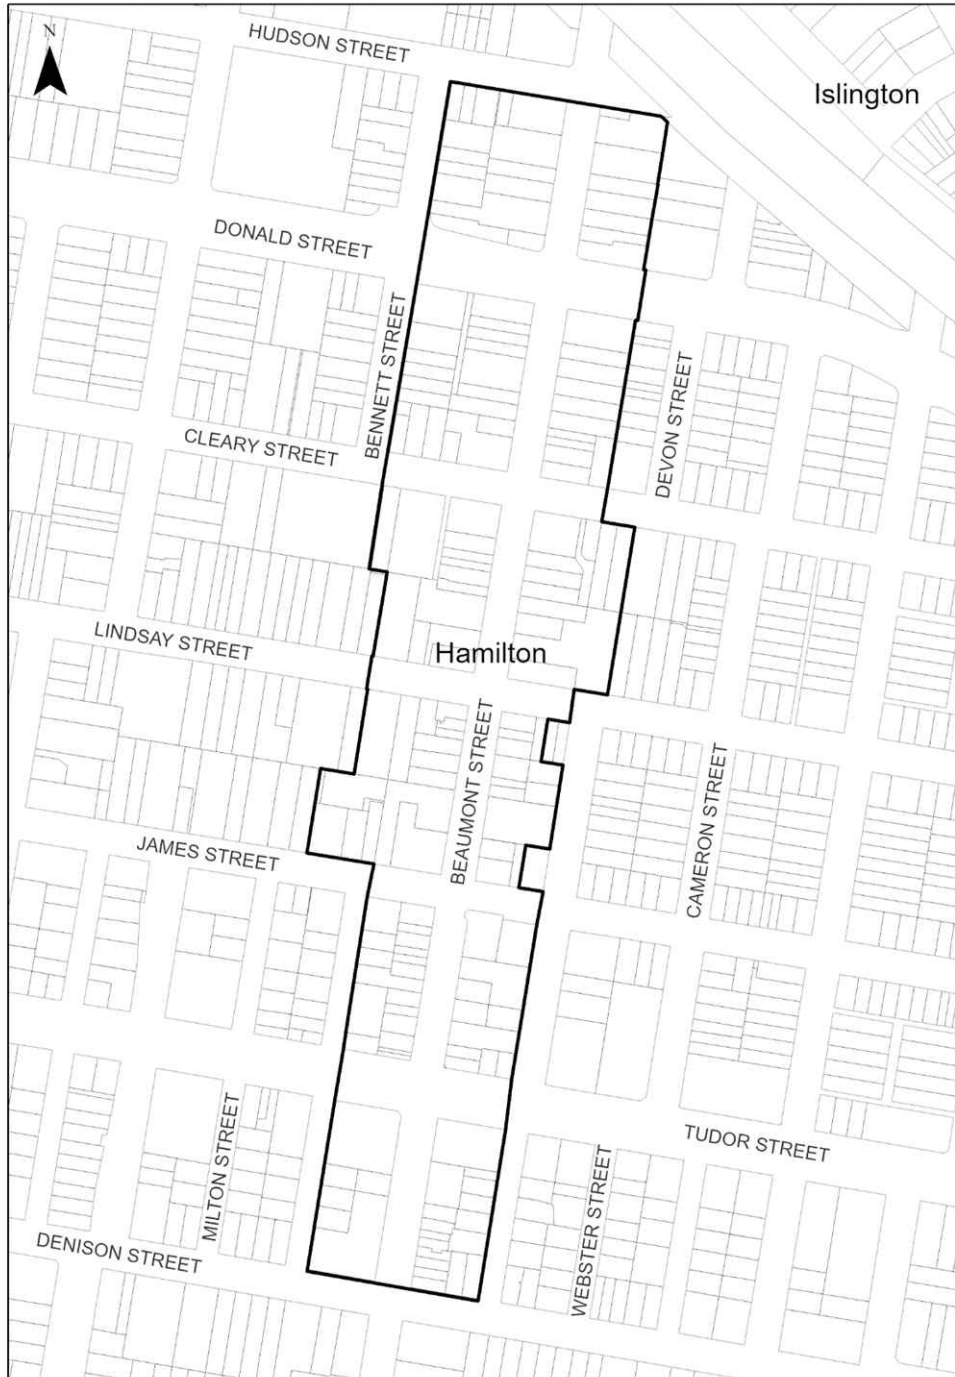 HUDSON STREET
N
Islington
DONALD STREET
BENNETT STREET
DEVON STREET
CLEARY STREET
LINDSAY STREET
Hamilton
BEAUMONT STREET
CAMERON STREET
JAMES STREET
MILTON STREET
TUDOR STREET
WEBSTER STREET
DENISON STREET